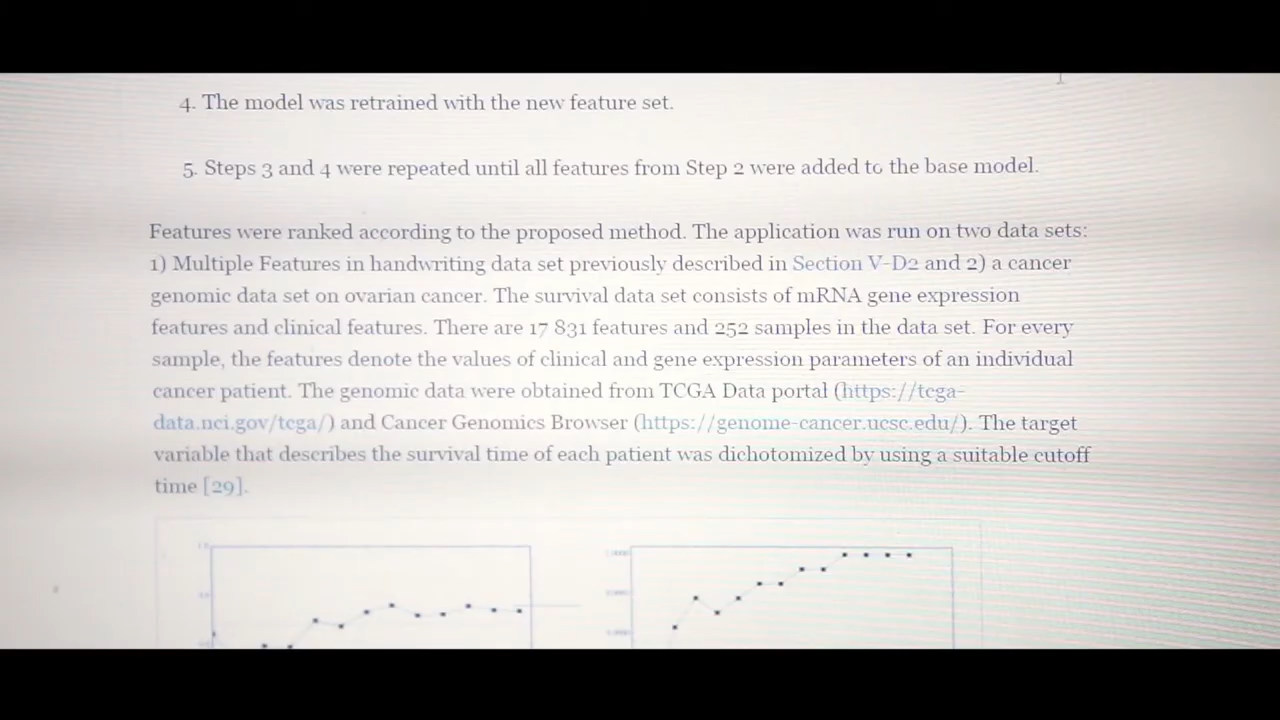 4. The model was retrained with the new feature set.
5. Steps 3 and 4 were repeated until all features from Step 2 were added to the base model.
Features were ranked according to the proposed method. The application was run on two data sets:
1) Multiple Features in handwriting data set previously described in Section V-D2 and 2) a cancer
genomic data set on ovarian cancer. The survival data set consists of mRNA gene expression
features and clinical features. There are 17 831 features and 252 samples in the data set. For every
sample, the features denote the values of clinical and gene expression parameters of an individual
cancer patient. The genomic data were obtained from TCGA Data portal (https://tcga-
data.nci.gov/tcga/) and Cancer Genomics Browser (https://genome-cancer.ucsc.edu/). The target
variable that describes the survival time of each patient was dichotomized by using a suitable cutoff
time [29].